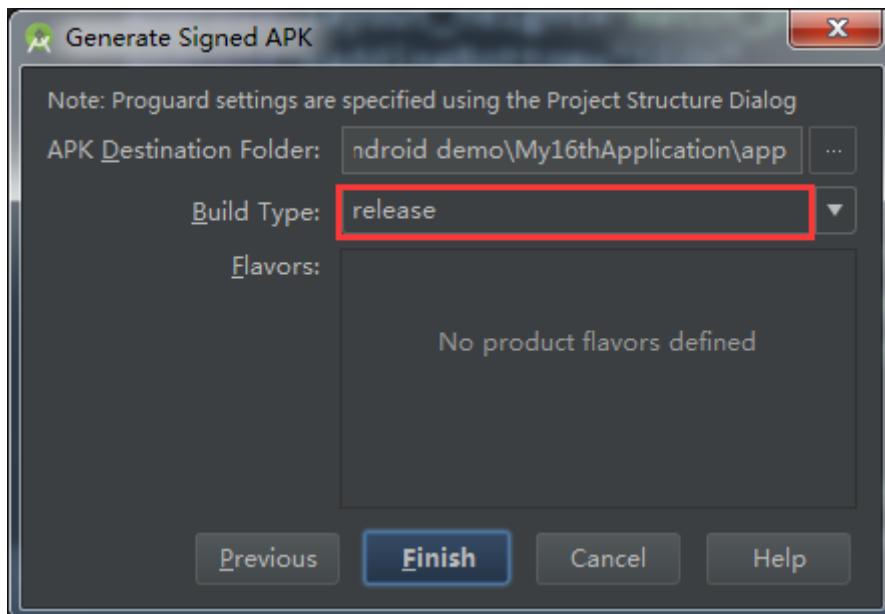 Generate Signed APK
Note: Proguard settings are specified using the Project Structure Dialog
APK Destination Folder: ndroid demo\My16thApplication\app ...
Build Type: release
Flavors:
No product flavors defined
Previous Finish Cancel Help